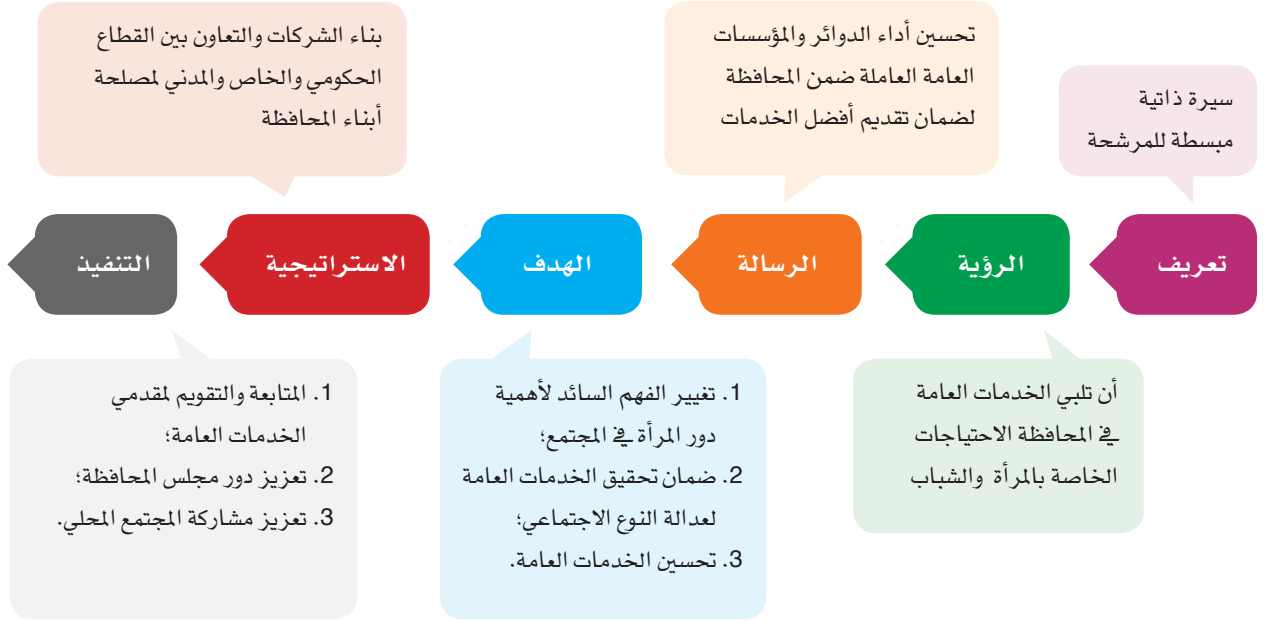 تعريف
سيرة ذاتية
مبسطة للمرشحة
الرؤية
أن تلبي الخدمات العامة
في المحافظة الاحتياجات
الخاصة بالمرأة والشباب
الرسالة
تحسين أداء الدوائر والمؤسسات
العامة العاملة ضمن المحافظة
لضمان تقديم أفضل الخدمات
الهدف
1. تغيير الفهم السائد لأهمية
دور المرأة في المجتمع؛
2. ضمان تحقيق الخدمات العامة
لعدالة النوع الاجتماعي؛
3. تحسين الخدمات العامة.
الاستراتيجية
بناء الشركات والتعاون بين القطاع
الحكومي والخاص والمدني لمصلحة
أبناء المحافظة
التنفيذ
1. المتابعة والتقويم لمقدمي
الخدمات العامة؛
2. تعزيز دور مجلس المحافظة؛
3. تعزيز مشاركة المجتمع المحلي.